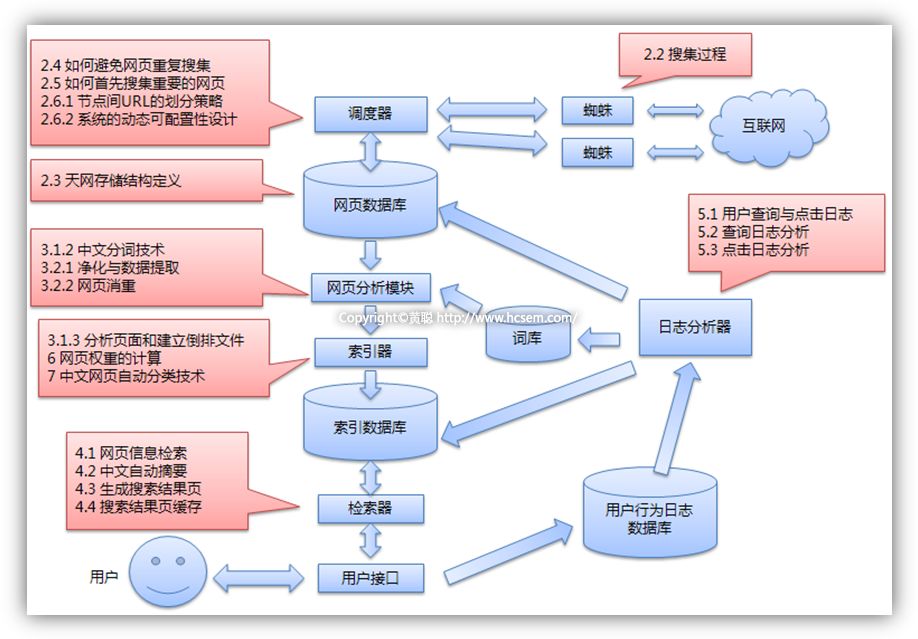 2.4 如何避免网页重复搜集
2.5 如何首先搜集重要的网页
2.6.1 节点间URL的划分策略
2.6.2 系统的动态可配置性设计
2.2 搜集过程
调度器
蜘蛛
蜘蛛
互联网
2.3 天网存储结构定义
网页数据库
5.1 用户查询与点击日志
5.2 查询日志分析
5.3 点击日志分析
3.1.2 中文分词技术
3.2.1 净化与数据提取
3.2.2 网页消重
网页分析模块
Copyright©黄聪 http://www.hcsem.com/
日志分析器
词库
3.1.3 分析页面和建立倒排文件
6 网页权重的计算
7 中文网页自动分类技术
索引器
索引数据库
4.1 网页信息检索
4.2 中文自动摘要
4.3 生成搜索结果页
4.4 搜索结果页缓存
检索器
用户行为日志
数据库
用户
用户接口